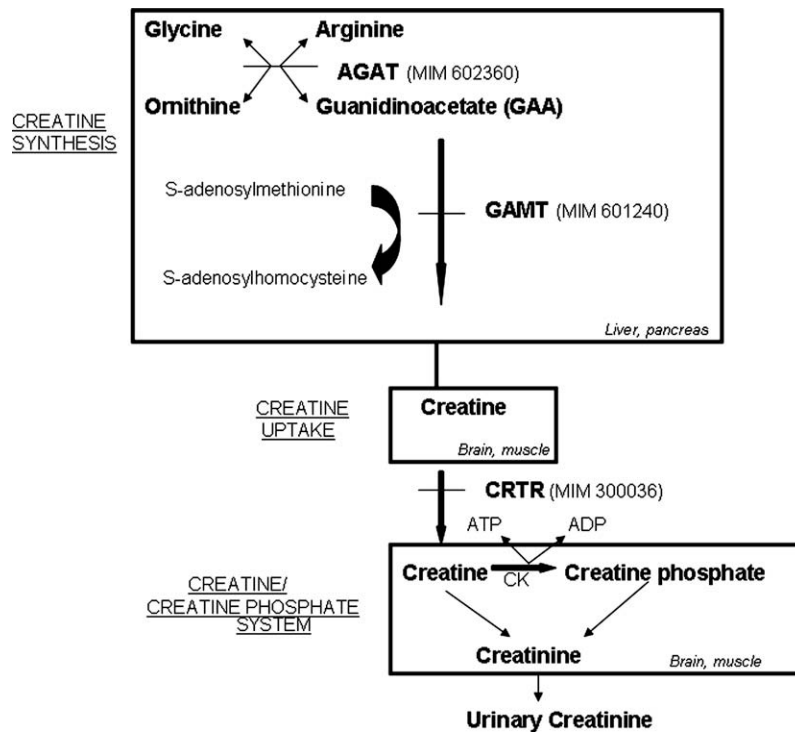 Glycine Arginine
AGAT (MIM 602360)
Ornithine Guanidinoacetate (GAA)
CREATINE
SYNTHESIS
S-adenosylmethionine
GAMT (MIM 601240)
S-adenosylhomocysteine
Liver, pancreas
CREATINE
UPTAKE
Creatine
Brain, muscle
CRTR (MIM 300036)
ATP ADP
CREATINE/
CREATINE PHOSPHATE
SYSTEM
Creatine CK Creatine phosphate
Creatinine
Brain, muscle
Urinary Creatinine